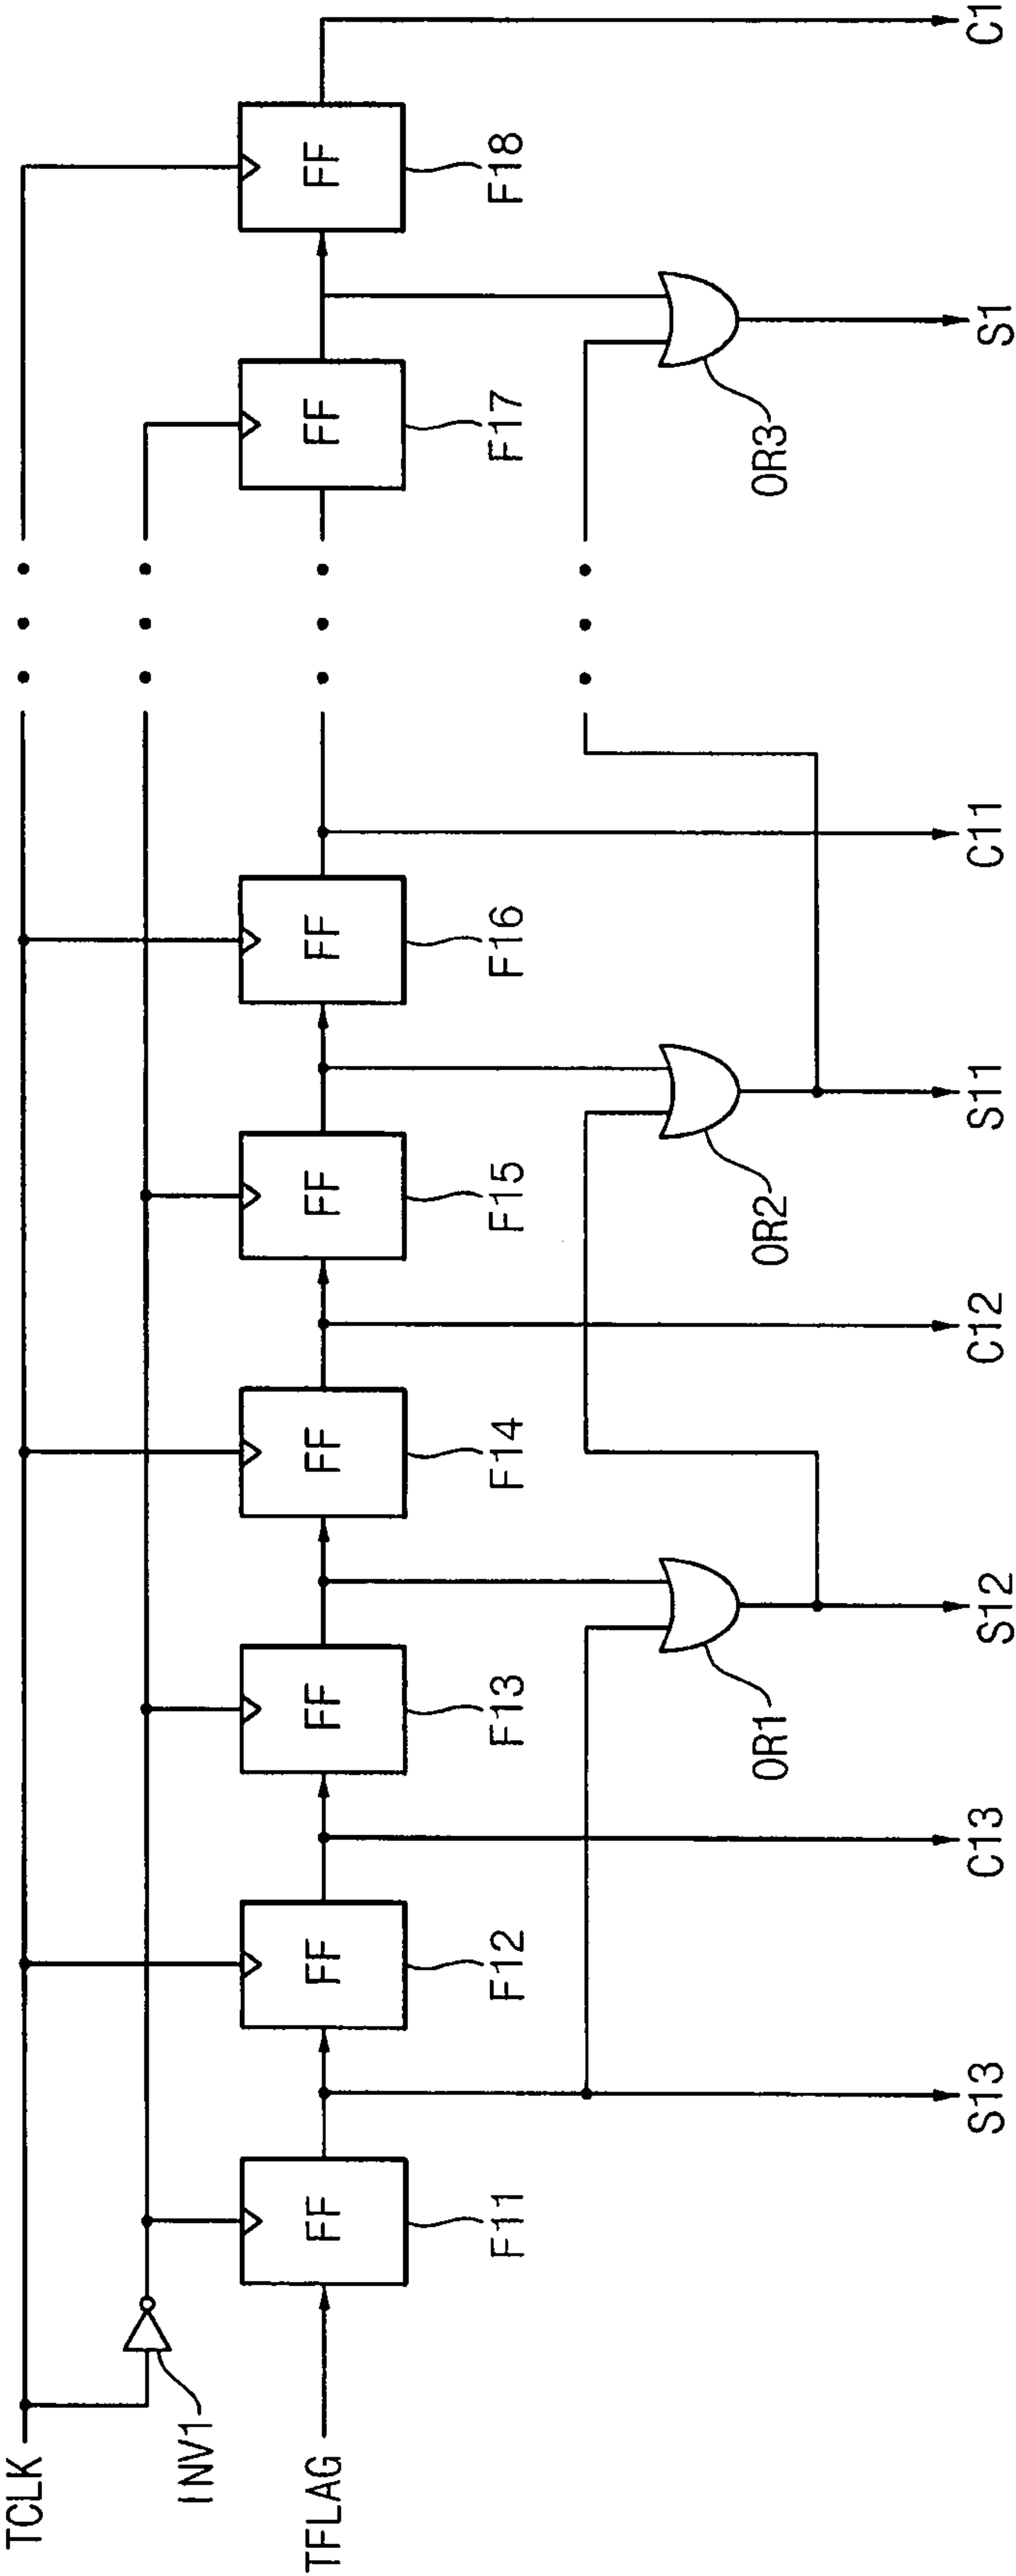 TCLK
INV1
TFLAG
FF
FF
FF
FF
FF
FF
FF
FF
F11
F12
F13
F14
F15
F16
F17
F18
OR1
OR2
OR3
S13
C13
S12
C12
S11
C11
S1
C1